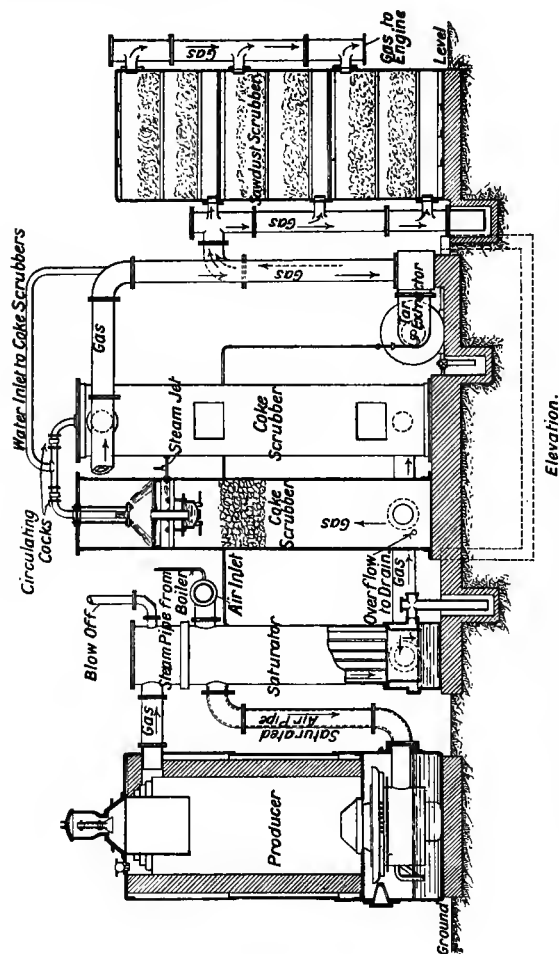 Gas
Gas to
Engine
Level
Sawdust Scrubbers
Gas
Gas
Tar
Extractor
Water Inlet to Coke Scrubbers
Gas
Steam Jet
Coke
Scrubber
Circulating
Cocks
Coke
Scrubber
Gas
Overflow
to Drain
Gas
Air Inlet
Steam Pipe from
Boiler
Blow Off
Saturator
Saturated
Air Pipe
Gas
Producer
Ground
Elevation.